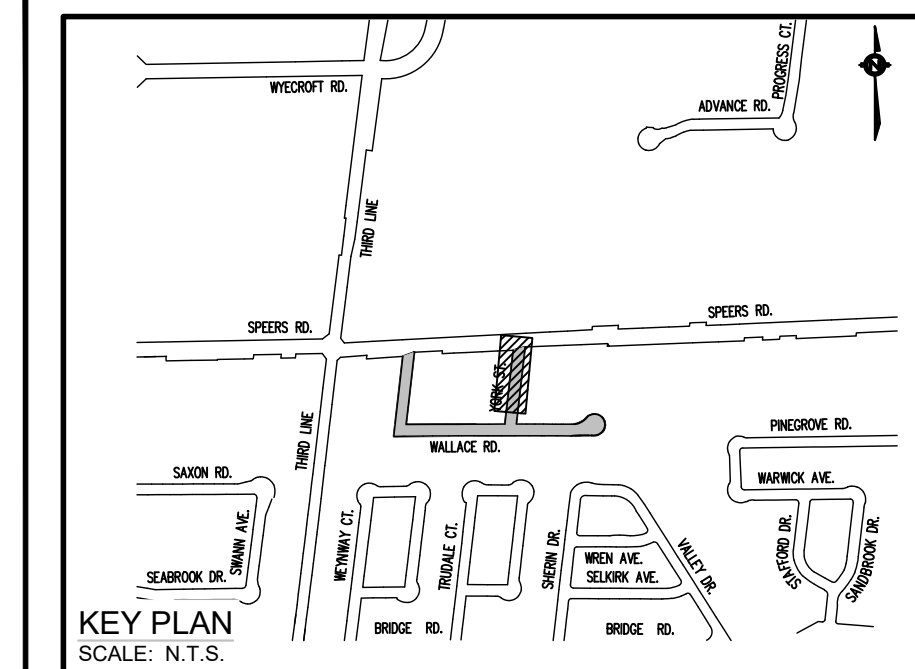 PROGRESS CT.
N
WYECROFT RD.
ADVANCE RD.
THIRD LINE
SPEERS RD.
SPEERS RD.
YORK ST.
THIRD LINE
WALLACE RD.
PINEGROVE RD.
SAXON RD.
WARWICK AVE.
SWANN AVE.
WEYNWAY CT.
TRUDALE CT.
SHERIN DR.
VALLEY DR.
STAFFORD DR.
SANDBROOK DR.
WREN AVE.
SEABROOK DR.
SELKIRK AVE.
BRIDGE RD.
BRIDGE RD.
KEY PLAN
SCALE: N.T.S.